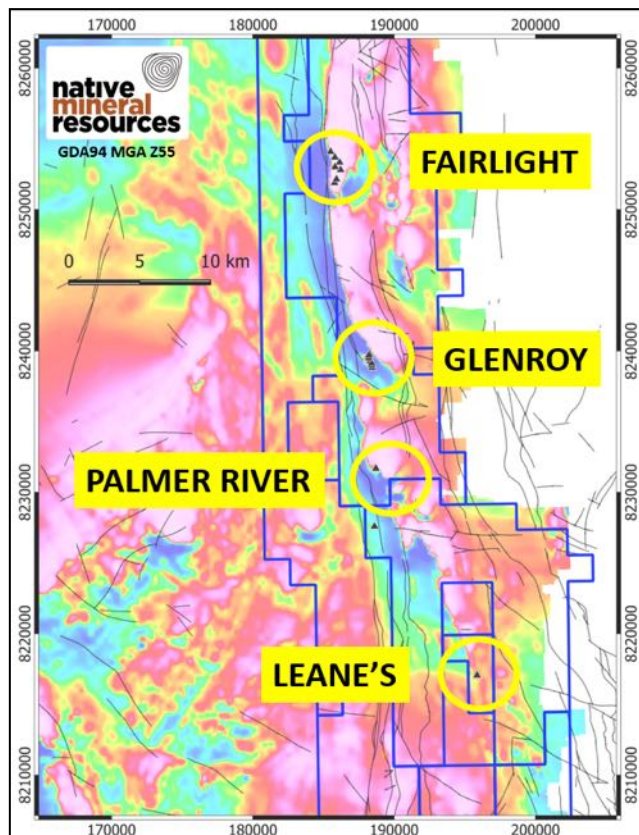 170000 180000 190000 200000
native
mineral
resources
GDA94 MGA Z55
8260000 8260000
FAIRLIGHT
8250000 8250000
0 5 10 km
8240000 8240000
GLENROY
PALMER RIVER
8230000 8230000
8220000 8220000
LEANE'S
8210000 8210000
170000 180000 190000 200000